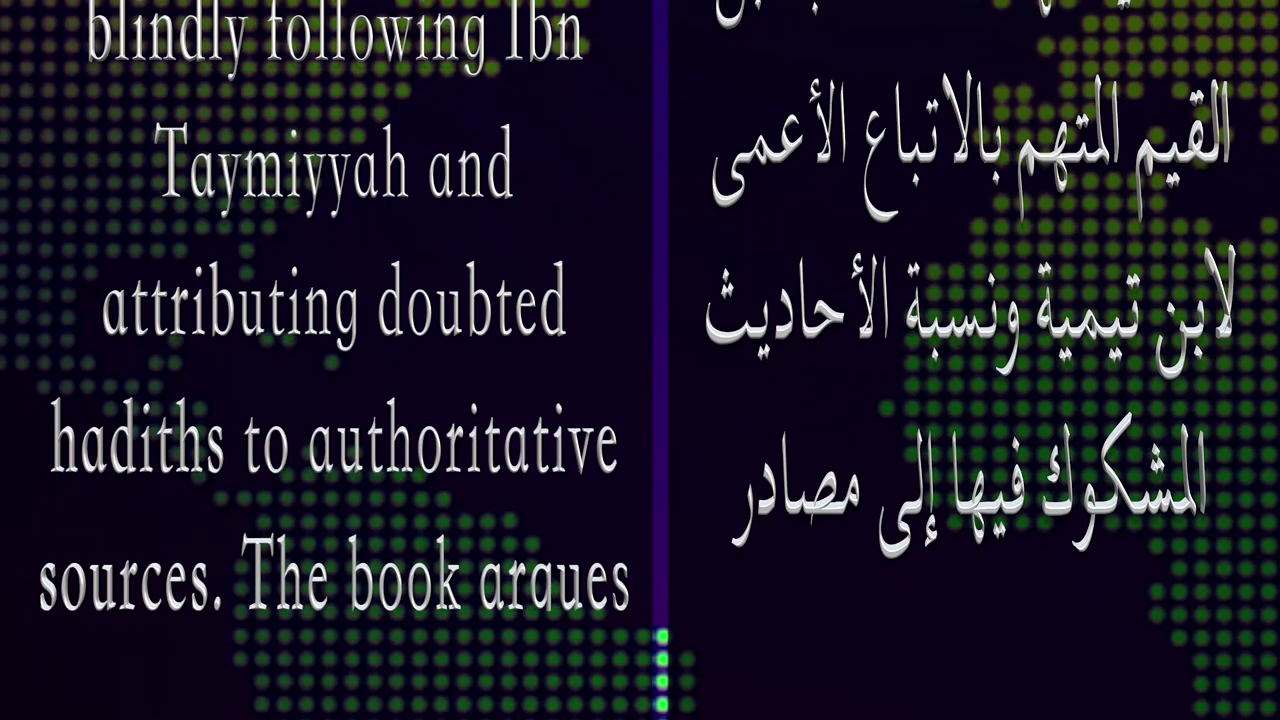 blindly following Ibn
Taymiyyah and
attributing doubted
hadiths to authoritative
sources. The book argues
القيم المتهم بالاتباع الأعمى
لابن تيمية ونسبة الأحاديث
المشكوك فيها إلى مصادر